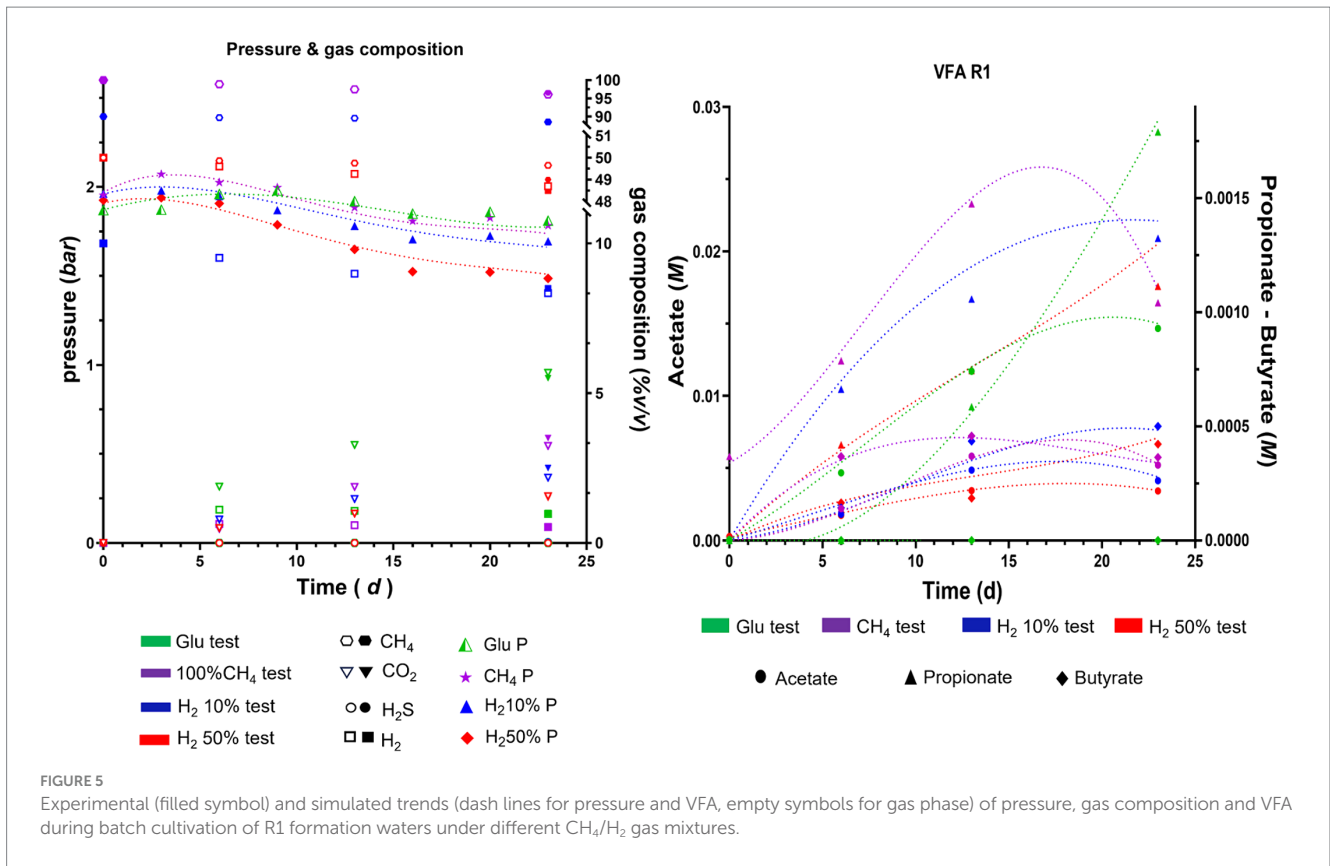 Pressure & gas composition
pressure (bar)
2
1
0
100
95
90
51
50
49
48
10
5
0
gas composition (%v/v)
0 5 10 15 20 25
Time ( d )
Glu test
100%CH₄ test
H₂ 10% test
H₂ 50% test
CH₄
CO₂
H₂S
H₂
Glu P
CH₄ P
H₂10% P
H₂50% P
VFA R1
Acetate (M)
0.03
0.02
0.01
0.00
0.0015
0.0010
0.0005
0.0000
Propionate - Butyrate (M)
0 5 10 15 20 25
Time (d)
Glu test CH₄ test H₂ 10% test H₂ 50% test
Acetate Propionate Butyrate
FIGURE 5
Experimental (filled symbol) and simulated trends (dash lines for pressure and VFA, empty symbols for gas phase) of pressure, gas composition and VFA
during batch cultivation of R1 formation waters under different CH₄/H₂ gas mixtures.